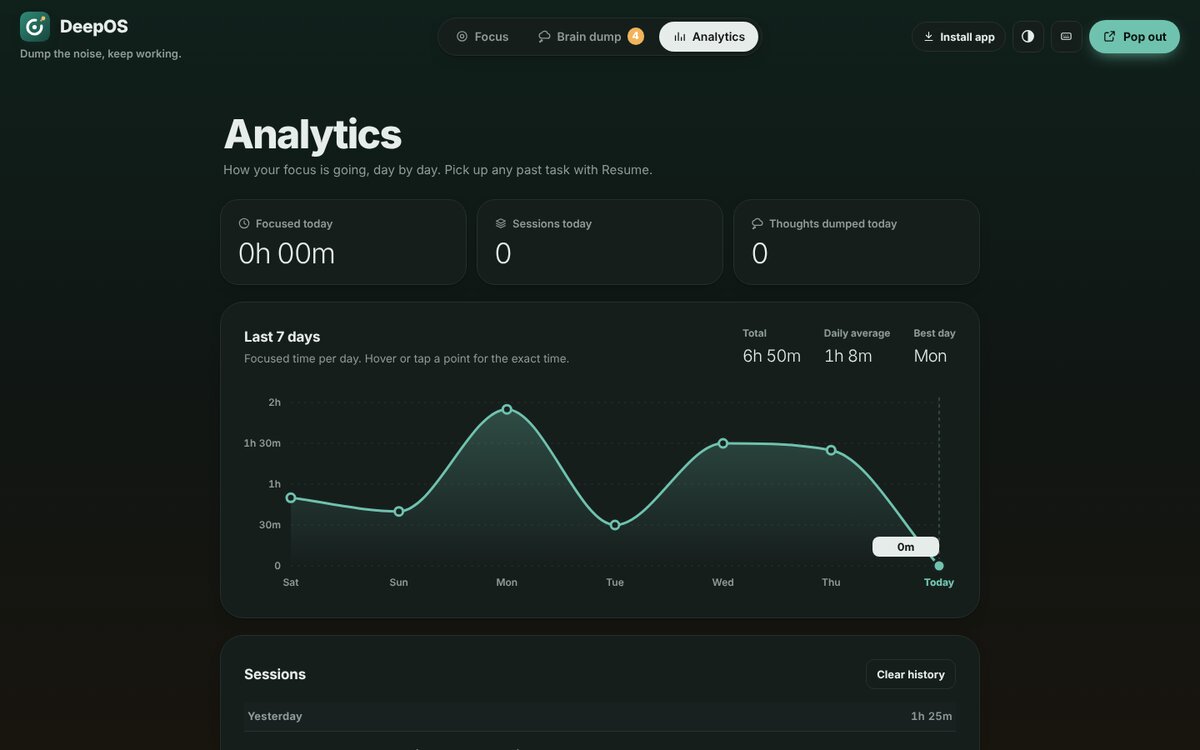 DeepOS
Dump the noise, keep working.
Focus
Brain dump 4
Analytics
Install app
Pop out
Analytics
How your focus is going, day by day. Pick up any past task with Resume.
Focused today
0h 00m
Sessions today
0
Thoughts dumped today
0
Last 7 days
Focused time per day. Hover or tap a point for the exact time.
Total
6h 50m
Daily average
1h 8m
Best day
Mon
2h
1h 30m
1h
30m
0
0m
Sat Sun Mon Tue Wed Thu Today
Sessions
Clear history
Yesterday 1h 25m